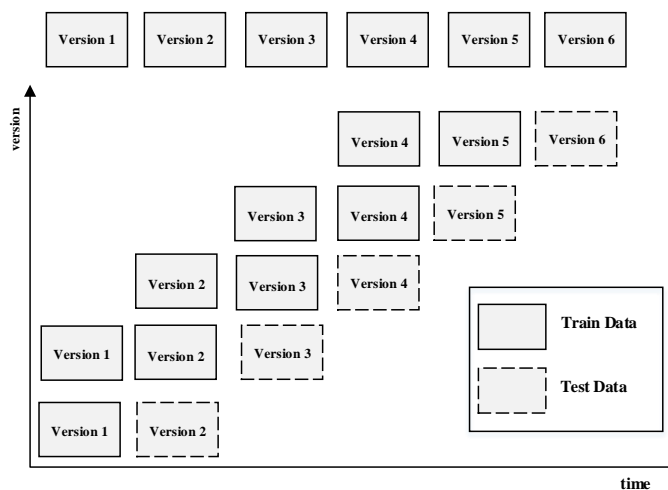 Version 1 Version 2 Version 3 Version 4 Version 5 Version 6
version
Version 4 Version 5 Version 6
Version 3 Version 4 Version 5
Version 2 Version 3 Version 4
Version 1 Version 2 Version 3
Version 1 Version 2
Train Data
Test Data
time